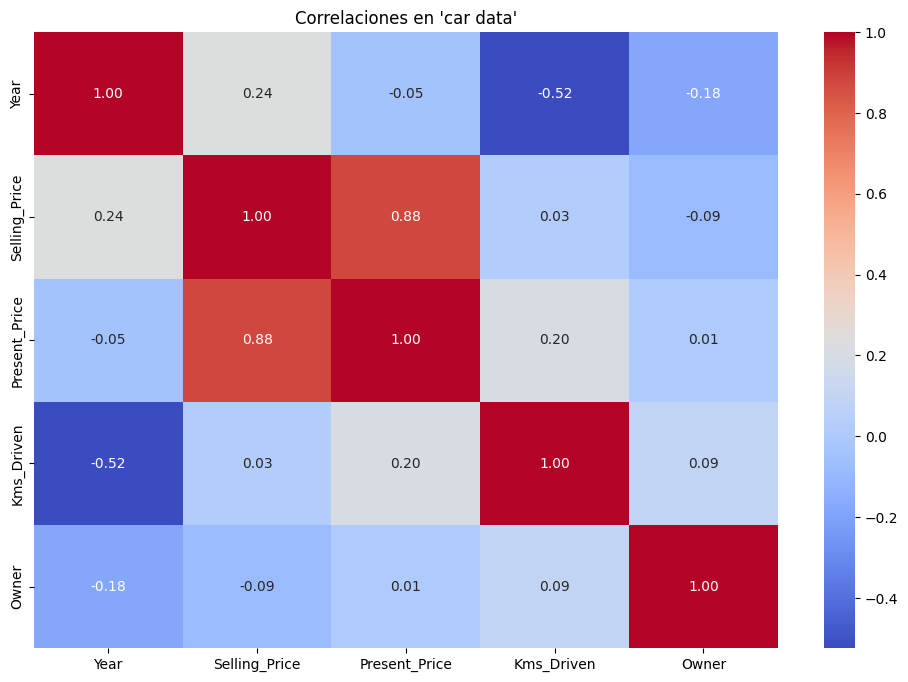 Correlaciones en 'car data'
Year 1.00 0.24 -0.05 -0.52 -0.18
Selling_Price 0.24 1.00 0.88 0.03 -0.09
Present_Price -0.05 0.88 1.00 0.20 0.01
Kms_Driven -0.52 0.03 0.20 1.00 0.09
Owner -0.18 -0.09 0.01 0.09 1.00
Year Selling_Price Present_Price Kms_Driven Owner
1.0
0.8
0.6
0.4
0.2
0.0
−0.2
−0.4